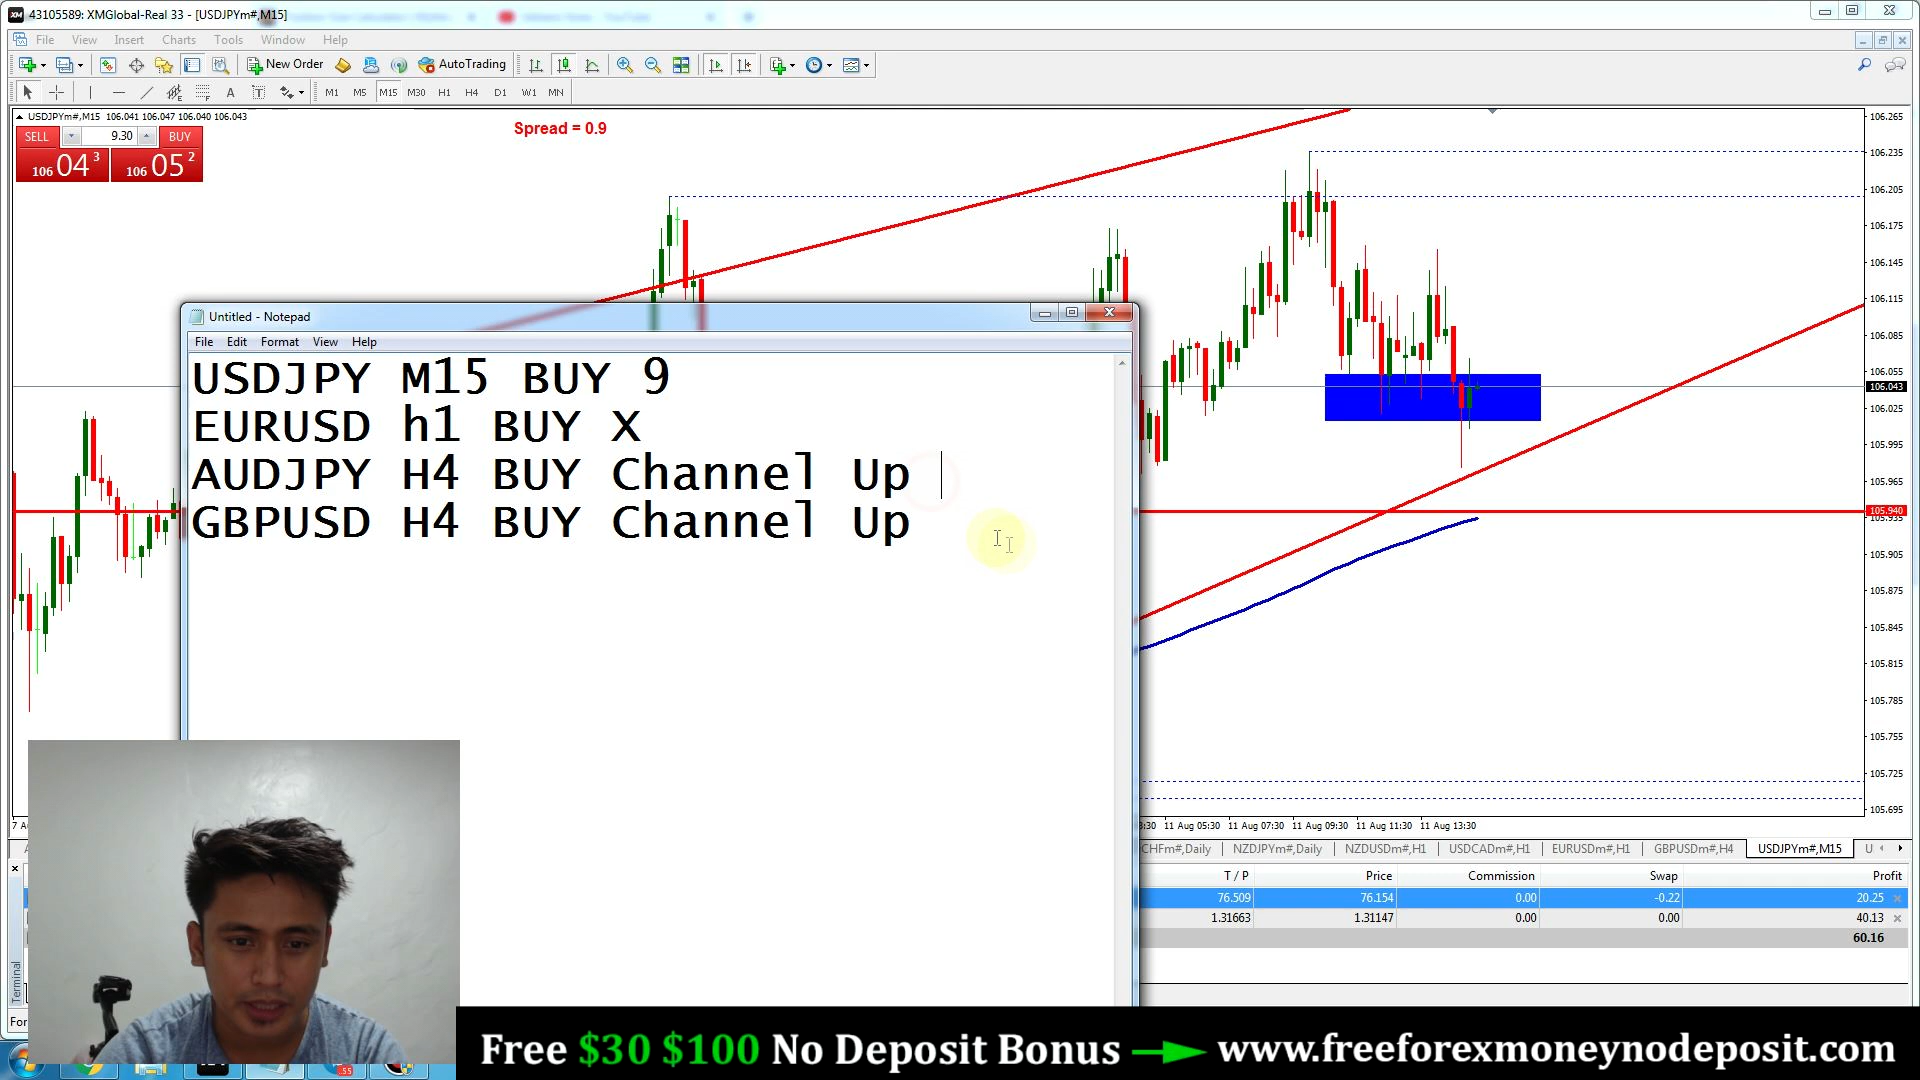 43105589: XMGlobal-Real 33 - [USDJPYm#,M15]
File View Insert Charts Tools Window Help
New Order AutoTrading
A T M1 M5 M15 M30 H1 H4 D1 W1 MN
USDJPYm#,M15 106.041 106.047 106.040 106.043
Spread = 0.9
SELL 9.30 BUY
106 04 3 106 05 2
106.265
106.235
106.205
106.175
106.145
106.115
106.085
106.055
106.043
106.025
105.995
105.965
105.940
105.935
105.905
105.875
105.845
105.815
105.785
105.755
105.725
105.695
Untitled - Notepad
File Edit Format View Help
USDJPY M15 BUY 9
EURUSD h1 BUY X
AUDJPY H4 BUY Channel Up
GBPUSD H4 BUY Channel Up
11 Aug 05:30 11 Aug 07:30 11 Aug 09:30 11 Aug 11:30 11 Aug 13:30
CHFm#,Daily NZDJPYm#,Daily NZDUSDm#,H1 USDCADm#,H1 EURUSDm#,H1 GBPUSDm#,H4 USDJPYm#,M15 U
T / P Price Commission Swap Profit
76.509 76.154 0.00 -0.22 20.25
1.31663 1.31147 0.00 0.00 40.13
60.16
Terminal
For
Free $30 $100 No Deposit Bonus www.freeforexmoneynodeposit.com